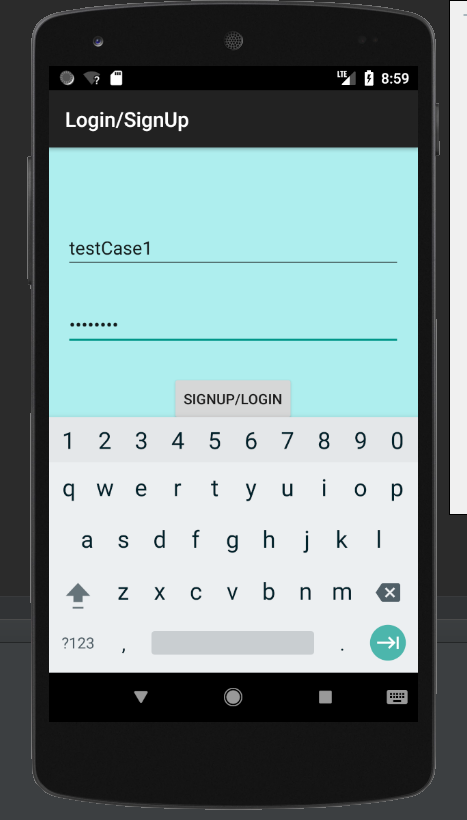 LTE 8:59
Login/SignUp
testCase1
••••••••
SIGNUP/LOGIN
1 2 3 4 5 6 7 8 9 0
q w e r t y u i o p
a s d f g h j k l
z x c v b n m
?123 , .